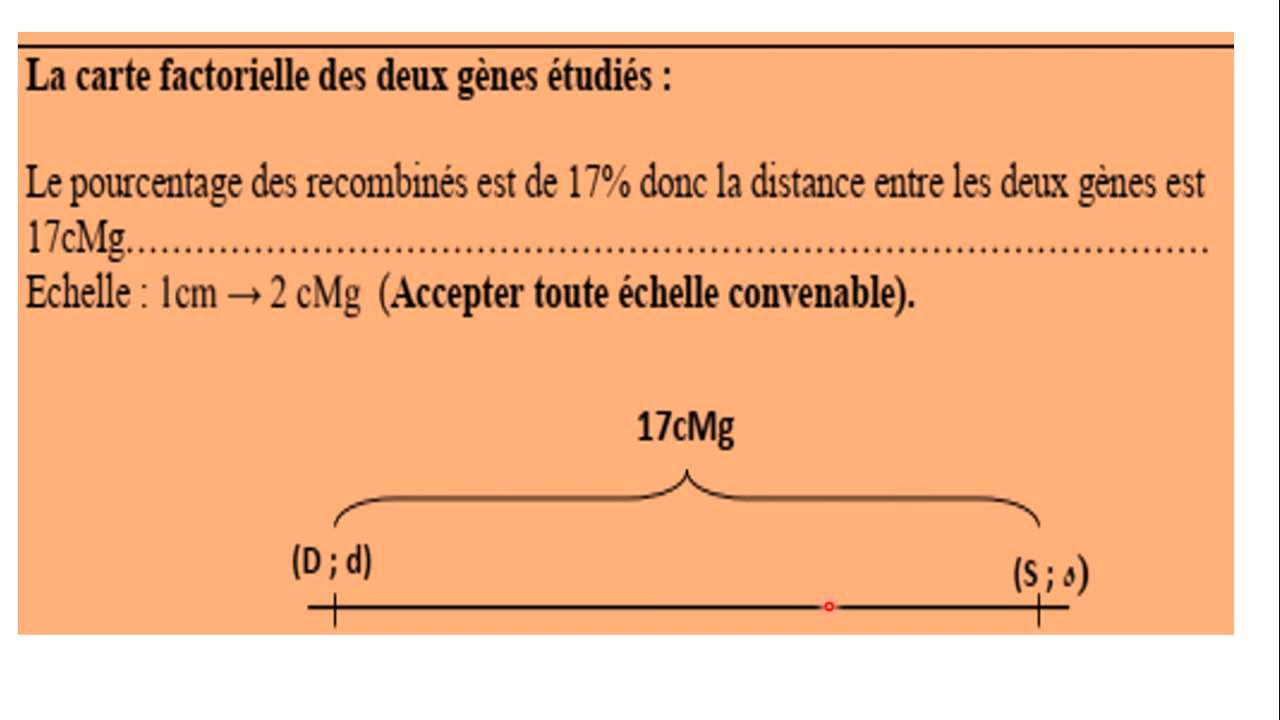 La carte factorielle des deux gènes étudiés :
Le pourcentage des recombinés est de 17% donc la distance entre les deux gènes est
17cMg.....................................................................................................
Echelle : 1cm → 2 cMg (Accepter toute échelle convenable).
17cMg
(D ; d)
(S ; s)